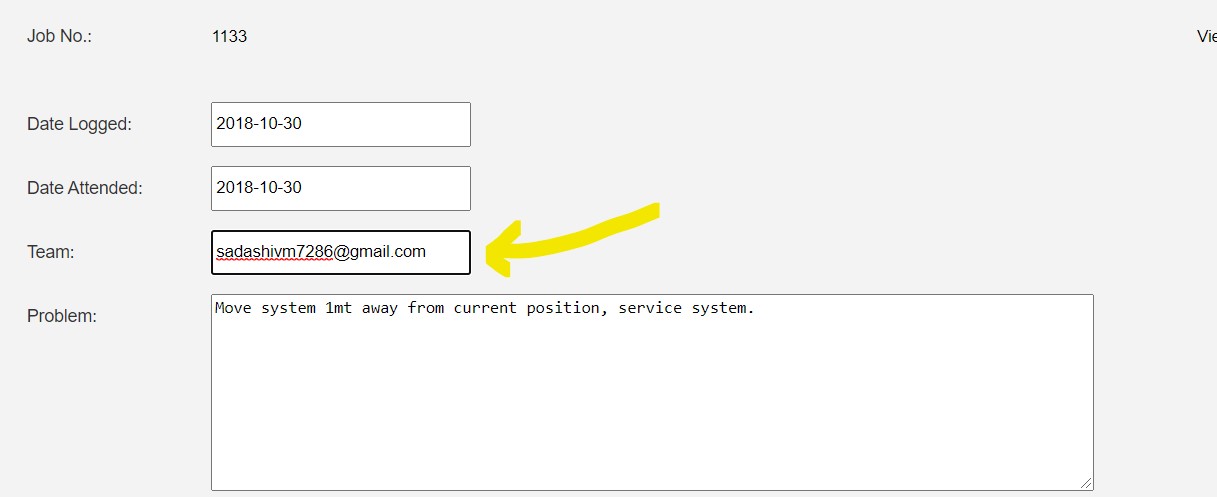 Job No.: 1133 Vie
Date Logged: 2018-10-30
Date Attended: 2018-10-30
Team: sadashivm7286@gmail.com
Problem: Move system 1mt away from current position, service system.